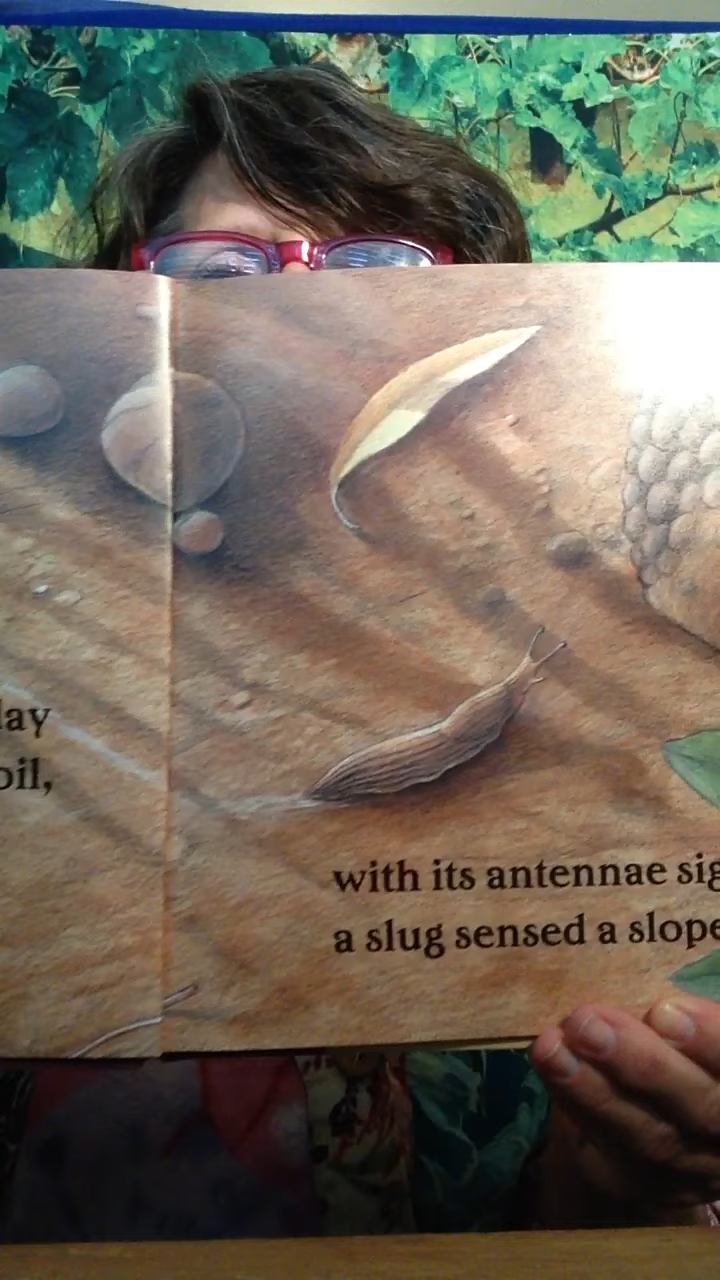 lay
oil,
with its antennae sig
a slug sensed a slope